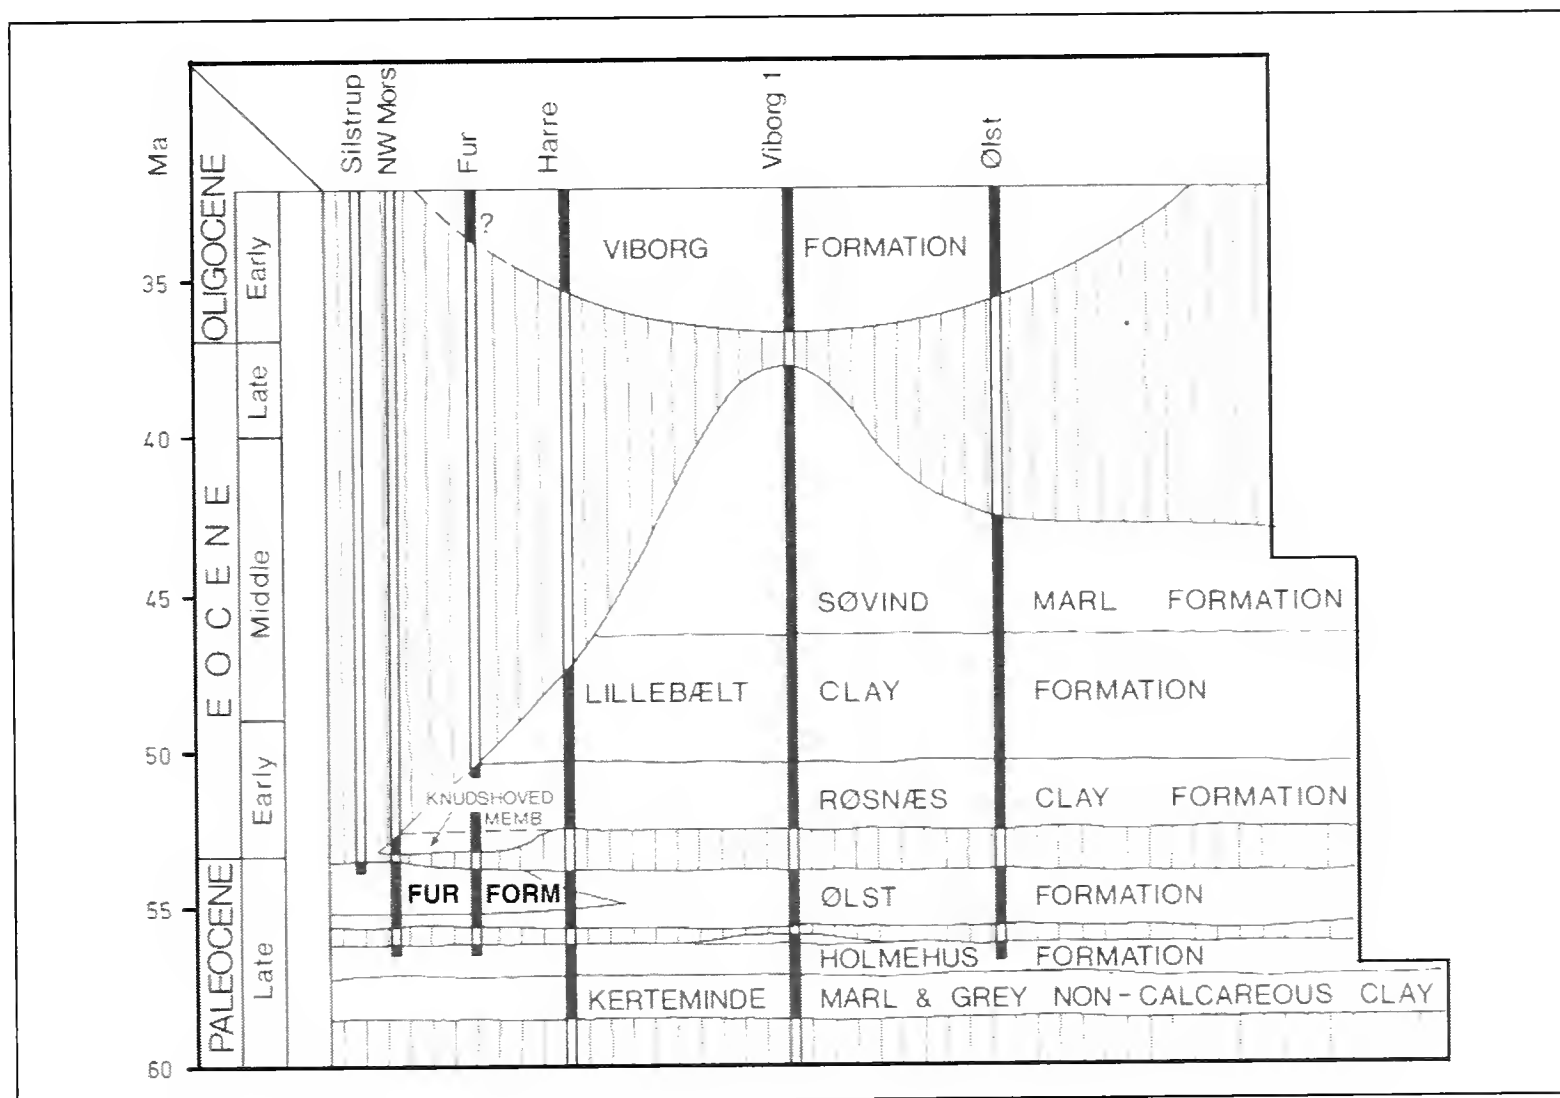 Ma
Silstrup
NW Mors
Fur
Harre
Viborg 1
Ølst
OLIGOCENE
Early
?
VIBORG FORMATION
35
Late
40
EOCENE
Middle
45
SØVIND MARL FORMATION
LILLEBÆLT CLAY FORMATION
50
Early
KNUDSHOVED
MEMB
RØSNÆS CLAY FORMATION
PALEOCENE
Late
FUR FORM
ØLST FORMATION
55
HOLMEHUS FORMATION
KERTEMINDE MARL & GREY NON-CALCAREOUS CLAY
60